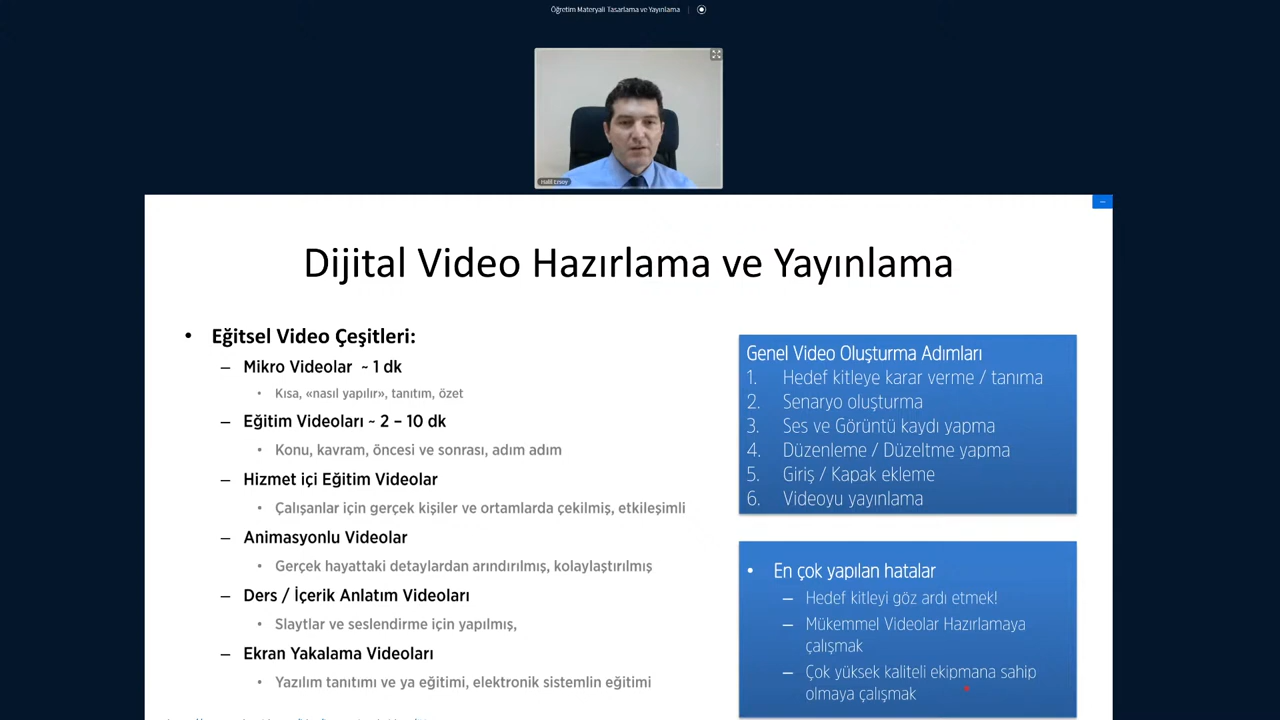 Öğretim Materyali Tasarlama ve Yayınlama
Halil Ersoy
Dijital Video Hazırlama ve Yayınlama
• Eğitsel Video Çeşitleri:
– Mikro Videolar ~ 1 dk
• Kısa, «nasıl yapılır», tanıtım, özet
– Eğitim Videoları ~ 2 – 10 dk
• Konu, kavram, öncesi ve sonrası, adım adım
– Hizmet içi Eğitim Videolar
• Çalışanlar için gerçek kişiler ve ortamlarda çekilmiş, etkileşimli
– Animasyonlu Videolar
• Gerçek hayattaki detaylardan arındırılmış, kolaylaştırılmış
– Ders / İçerik Anlatım Videoları
• Slaytlar ve seslendirme için yapılmış,
– Ekran Yakalama Videoları
• Yazılım tanıtımı ve ya eğitimi, elektronik sistemlin eğitimi
Genel Video Oluşturma Adımları
1. Hedef kitleye karar verme / tanıma
2. Senaryo oluşturma
3. Ses ve Görüntü kaydı yapma
4. Düzenleme / Düzeltme yapma
5. Giriş / Kapak ekleme
6. Videoyu yayınlama
• En çok yapılan hatalar
– Hedef kitleyi göz ardı etmek!
– Mükemmel Videolar Hazırlamaya
çalışmak
– Çok yüksek kaliteli ekipmana sahip
olmaya çalışmak